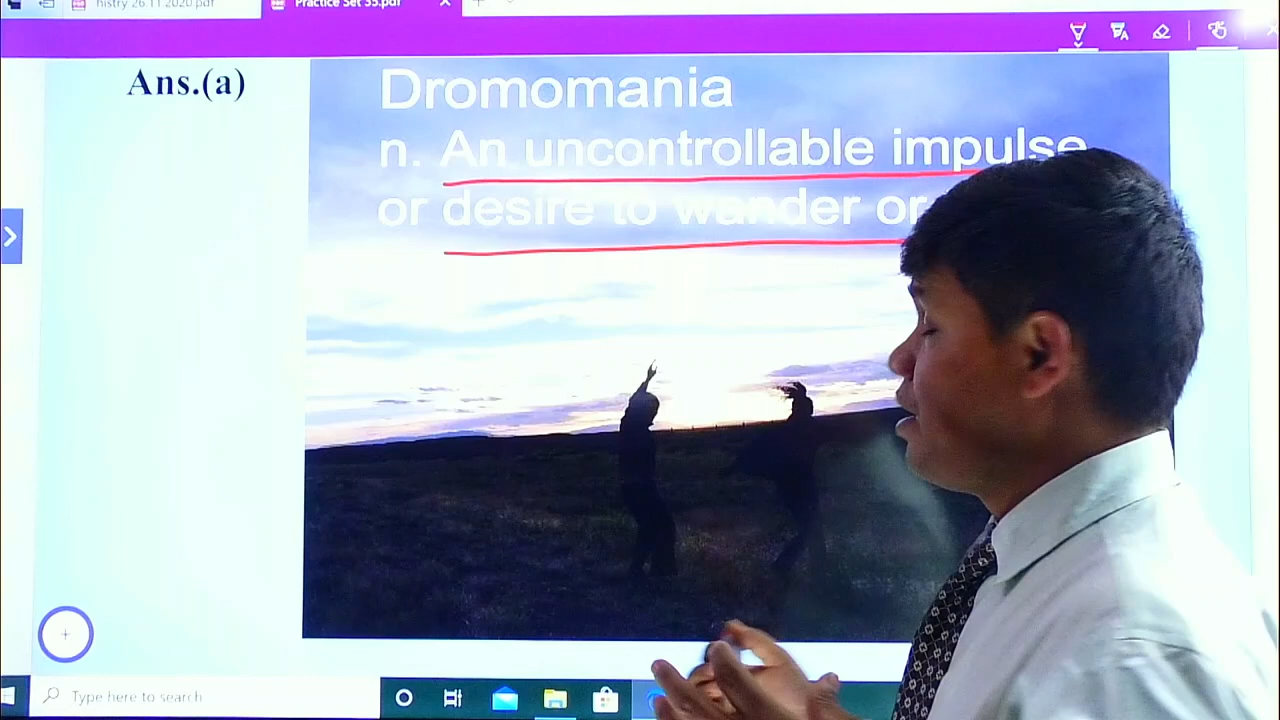 histry 26 11 2020.pdf
Practice Set 35.pdf
Ans.(a)
Dromomania
n. An uncontrollable impulse
or desire to wander or
Type here to search